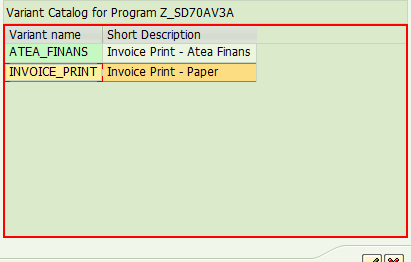 Variant Catalog for Program Z_SD70AV3A
Variant name Short Description
ATEA_FINANS Invoice Print - Atea Finans
INVOICE_PRINT Invoice Print - Paper